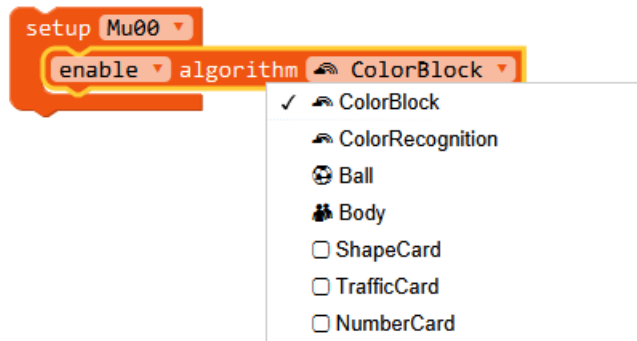 setup Mu00
enable algorithm ColorBlock
ColorBlock
ColorRecognition
Ball
Body
ShapeCard
TrafficCard
NumberCard